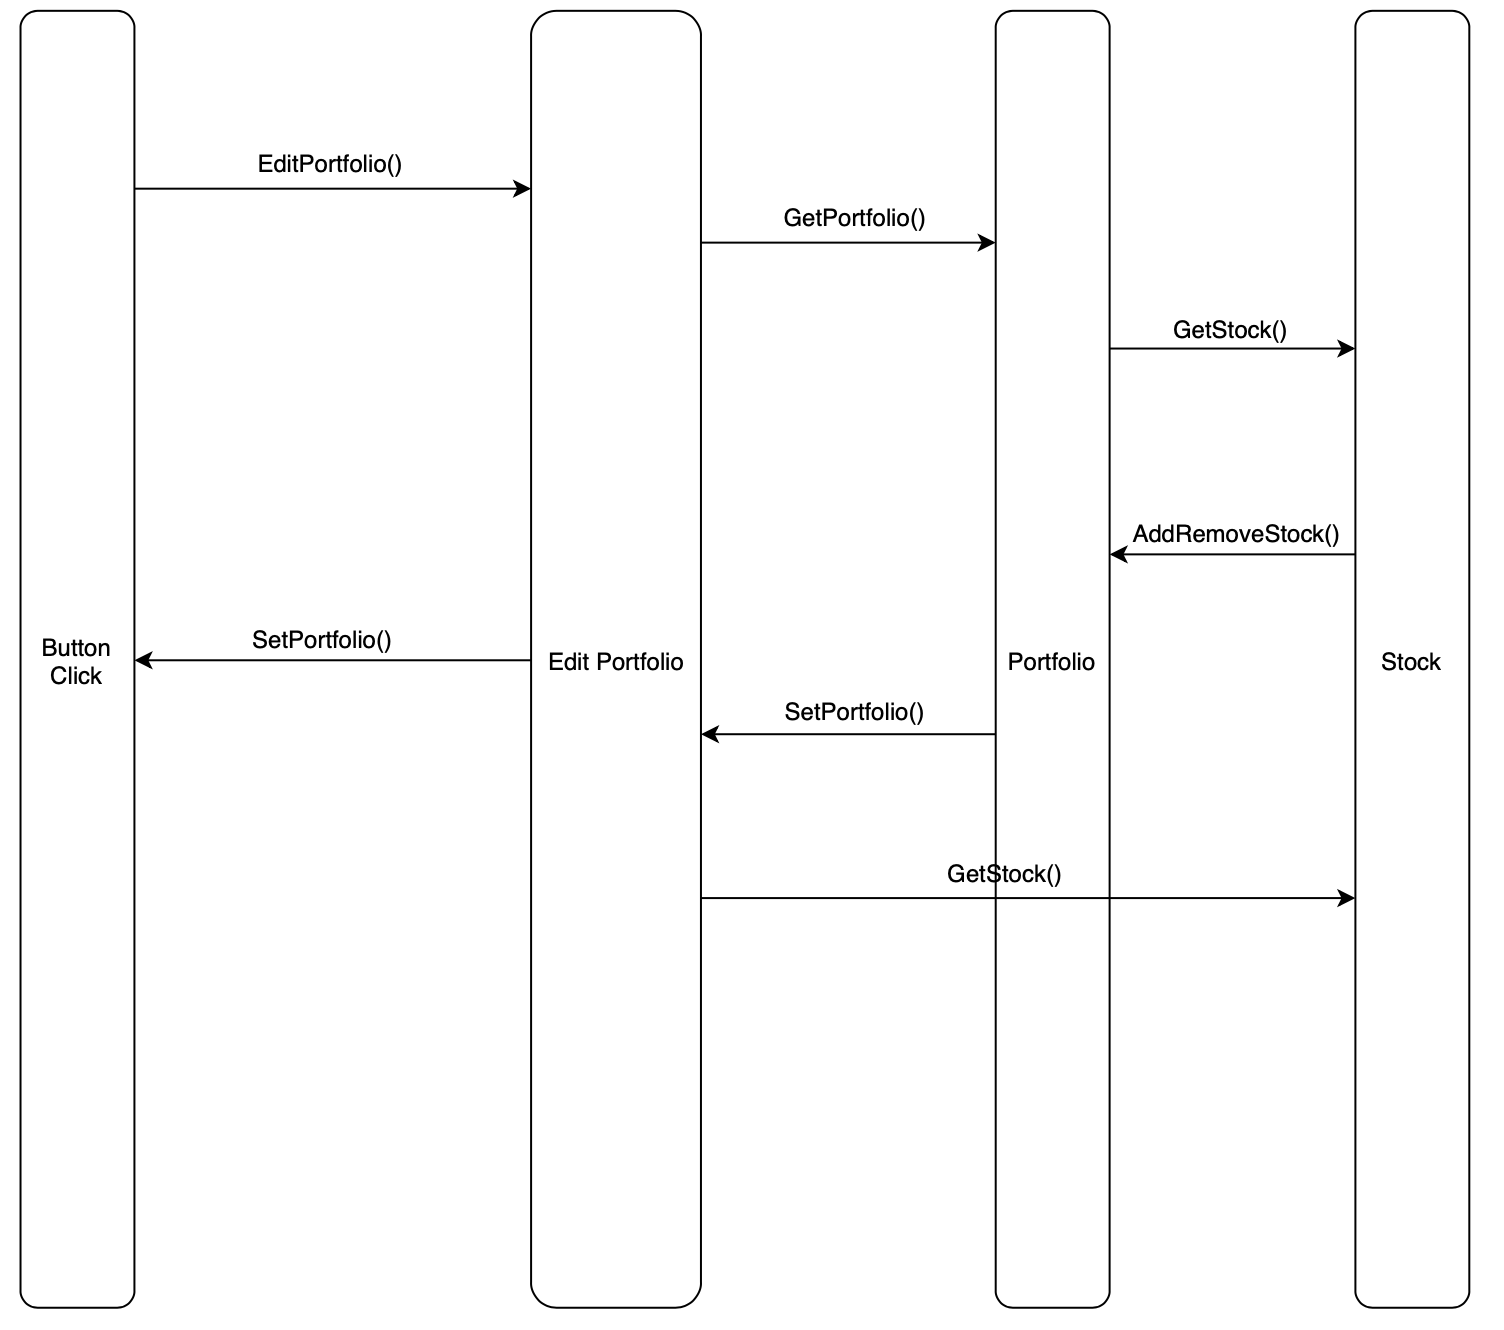 EditPortfolio()
GetPortfolio()
GetStock()
AddRemoveStock()
SetPortfolio()
Button
Click
Edit Portfolio
Portfolio
Stock
SetPortfolio()
GetStock()